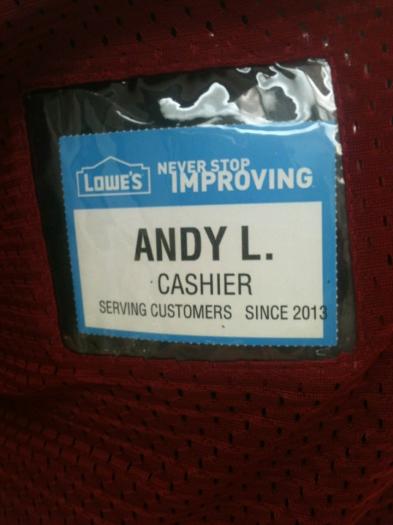 LOWE'S
NEVER STOP
IMPROVING
ANDY L.
CASHIER
SERVING CUSTOMERS SINCE 2013